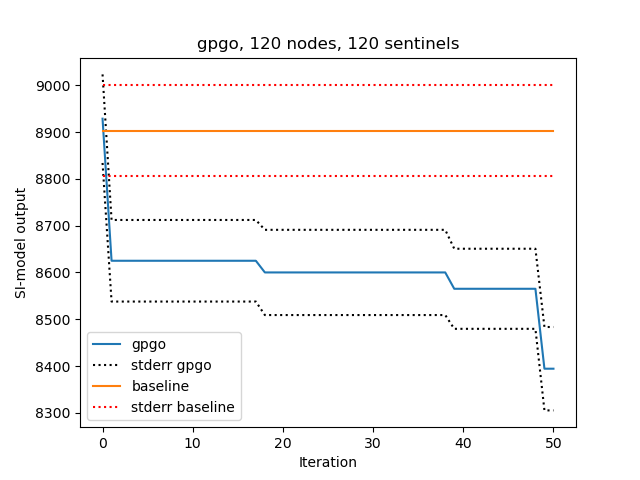 gpgo, 120 nodes, 120 sentinels
SI-model output
9000
8900
8800
8700
8600
8500
8400
8300
gpgo
stderr gpgo
baseline
stderr baseline
0 10 20 30 40 50
Iteration